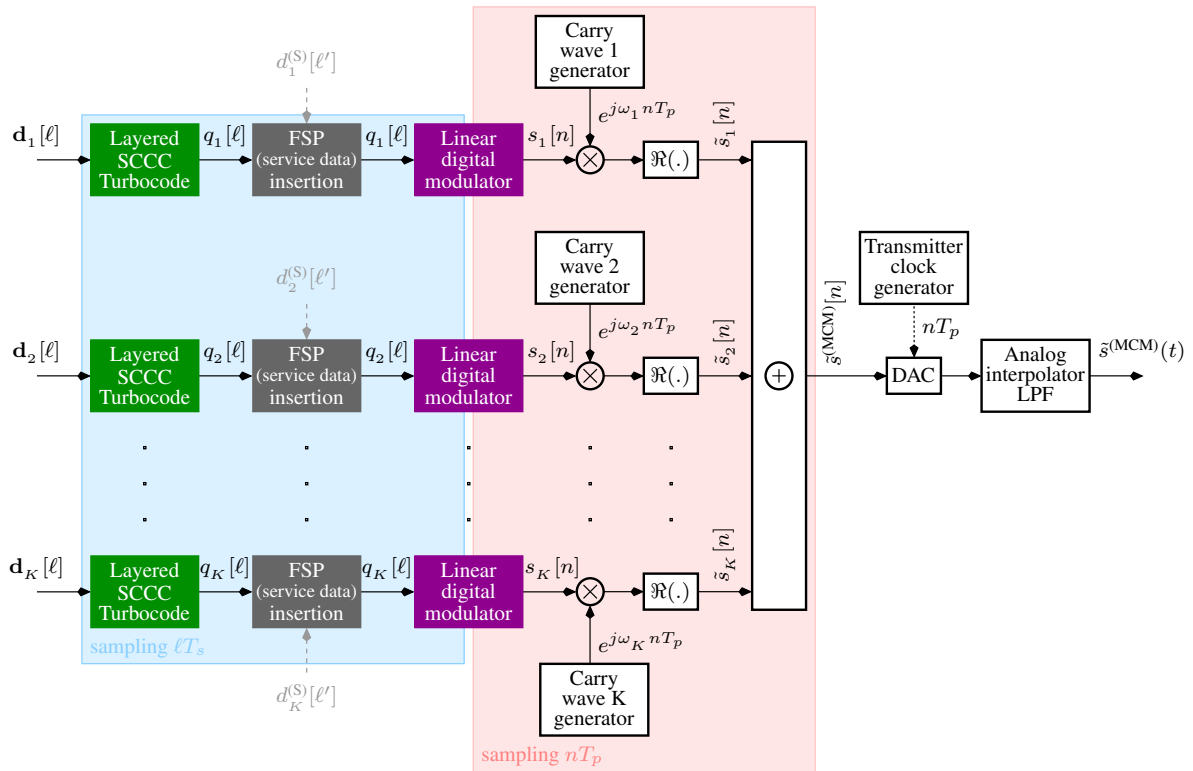 Carry
wave 1
generator
d_1^{(S)}[ℓ′]
e^{jω_1 nT_p}
d_1[ℓ]
Layered
SCCC
Turbocode
q_1[ℓ]
FSP
(service data)
insertion
q_1[ℓ]
Linear
digital
modulator
s_1[n]
×
ℜ(.)
s̃_1[n]
Carry
wave 2
generator
d_2^{(S)}[ℓ′]
e^{jω_2 nT_p}
d_2[ℓ]
Layered
SCCC
Turbocode
q_2[ℓ]
FSP
(service data)
insertion
q_2[ℓ]
Linear
digital
modulator
s_2[n]
×
ℜ(.)
s̃_2[n]
+
s̃^{(MCM)}[n]
Transmitter
clock
generator
nT_p
DAC
Analog
interpolator
LPF
s̃^{(MCM)}(t)
d_K[ℓ]
Layered
SCCC
Turbocode
q_K[ℓ]
FSP
(service data)
insertion
q_K[ℓ]
Linear
digital
modulator
s_K[n]
×
ℜ(.)
s̃_K[n]
e^{jω_K nT_p}
sampling ℓT_s
d_K^{(S)}[ℓ′]
Carry
wave K
generator
sampling nT_p